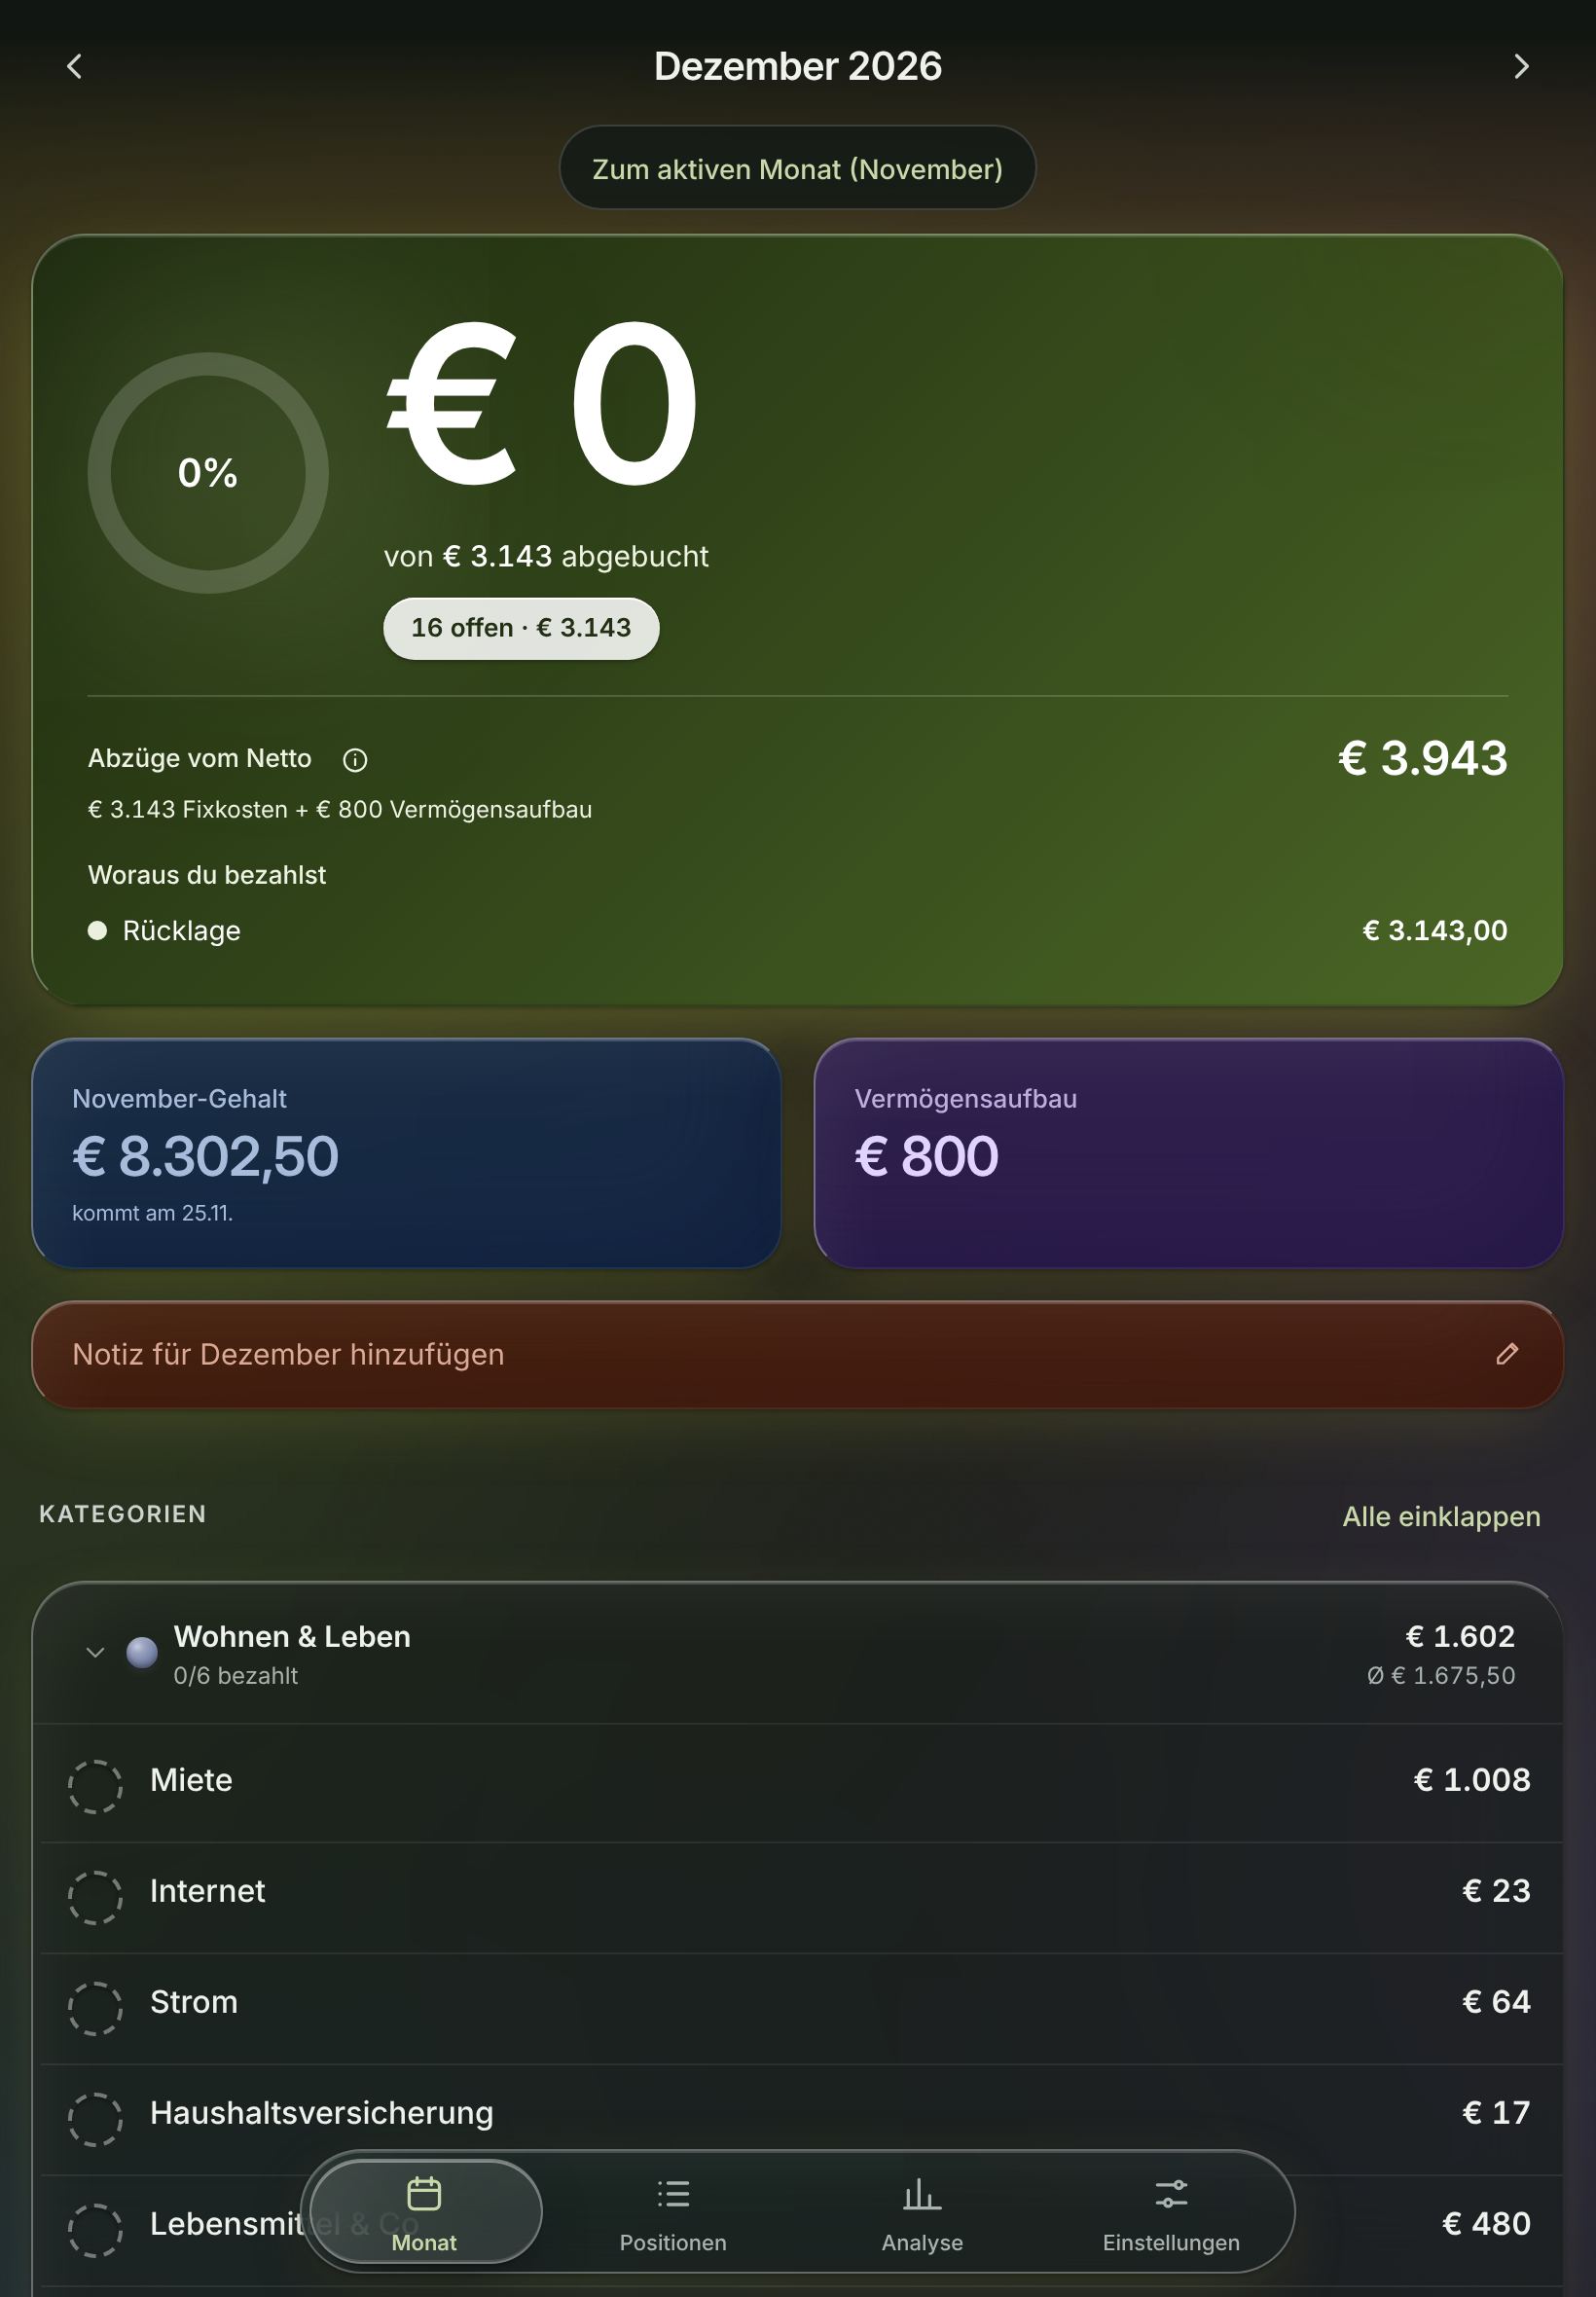 Dezember 2026
Zum aktiven Monat (November)
€ 0
0%
von € 3.143 abgebucht
16 offen · € 3.143
Abzüge vom Netto € 3.943
€ 3.143 Fixkosten + € 800 Vermögensaufbau
Woraus du bezahlst
Rücklage € 3.143,00
November-Gehalt
€ 8.302,50
kommt am 25.11.
Vermögensaufbau
€ 800
Notiz für Dezember hinzufügen
KATEGORIEN Alle einklappen
Wohnen & Leben € 1.602
0/6 bezahlt Ø € 1.675,50
Miete € 1.008
Internet € 23
Strom € 64
Haushaltsversicherung € 17
Lebensmittel & Co € 480
Monat Positionen Analyse Einstellungen